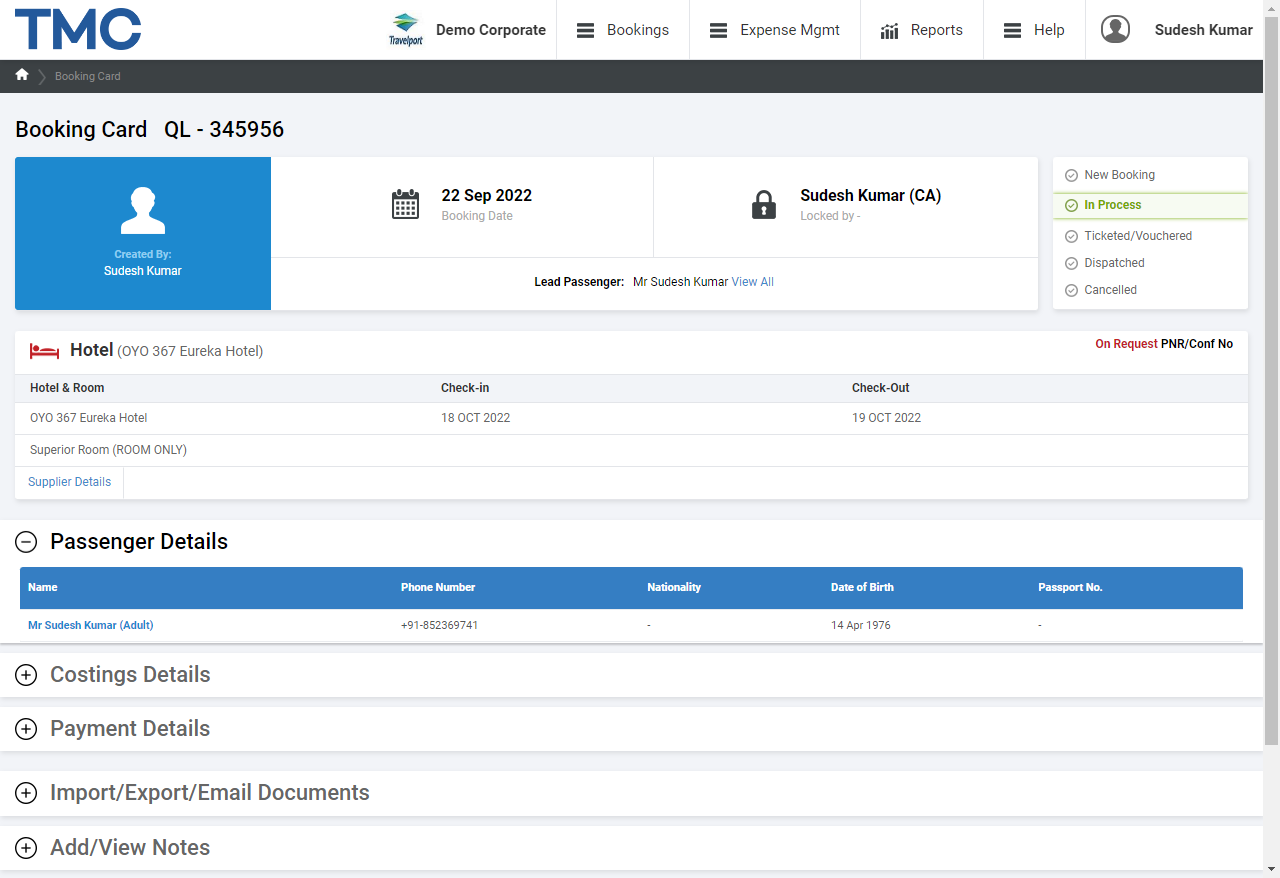 TMC
Travelport
Demo Corporate
Bookings
Expense Mgmt
Reports
Help
Sudesh Kumar
Booking Card
Booking Card QL - 345956
Created By:
Sudesh Kumar
22 Sep 2022
Booking Date
Sudesh Kumar (CA)
Locked by -
Lead Passenger: Mr Sudesh Kumar View All
New Booking
In Process
Ticketed/Vouchered
Dispatched
Cancelled
Hotel (OYO 367 Eureka Hotel)
On Request PNR/Conf No
Hotel & Room Check-in Check-Out
OYO 367 Eureka Hotel 18 OCT 2022 19 OCT 2022
Superior Room (ROOM ONLY)
Supplier Details
Passenger Details
Name Phone Number Nationality Date of Birth Passport No.
Mr Sudesh Kumar (Adult) +91-852369741 - 14 Apr 1976 -
Costings Details
Payment Details
Import/Export/Email Documents
Add/View Notes